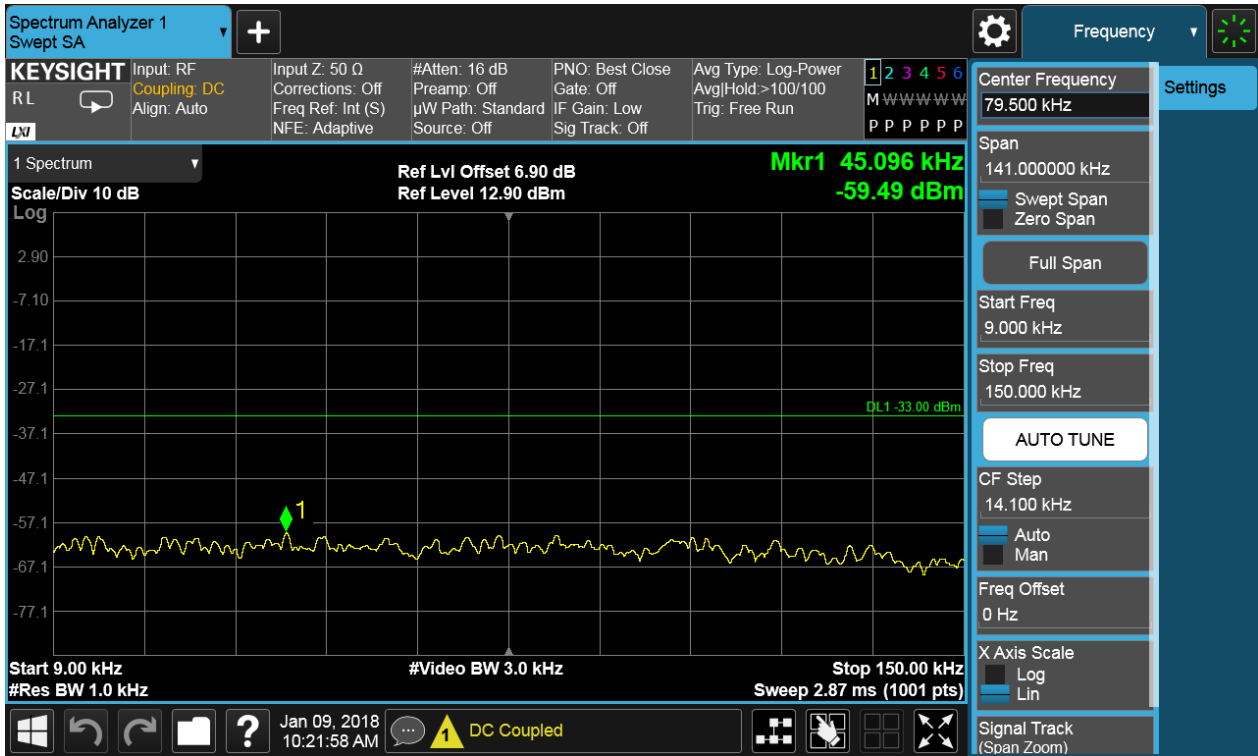 Spectrum Analyzer 1
Swept SA
Frequency
KEYSIGHT
R L
LXI
Input: RF
Coupling: DC
Align: Auto
Input Z: 50 Ω
Corrections: Off
Freq Ref: Int (S)
NFE: Adaptive
#Atten: 16 dB
Preamp: Off
µW Path: Standard
Source: Off
PNO: Best Close
Gate: Off
IF Gain: Low
Sig Track: Off
Avg Type: Log-Power
Avg|Hold:>100/100
Trig: Free Run
1 2 3 4 5 6
M W W W W W
P P P P P P
1 Spectrum
Scale/Div 10 dB
Ref Lvl Offset 6.90 dB
Ref Level 12.90 dBm
Mkr1 45.096 kHz
-59.49 dBm
Log
2.90
-7.10
-17.1
-27.1
DL1 -33.00 dBm
-37.1
-47.1
1
-57.1
-67.1
-77.1
Start 9.00 kHz
#Video BW 3.0 kHz
Stop 150.00 kHz
#Res BW 1.0 kHz
Sweep 2.87 ms (1001 pts)
Center Frequency
79.500 kHz
Settings
Span
141.000000 kHz
Swept Span
Zero Span
Full Span
Start Freq
9.000 kHz
Stop Freq
150.000 kHz
AUTO TUNE
CF Step
14.100 kHz
Auto
Man
Freq Offset
0 Hz
X Axis Scale
Log
Lin
Signal Track
(Span Zoom)
?
Jan 09, 2018
10:21:58 AM
1
DC Coupled